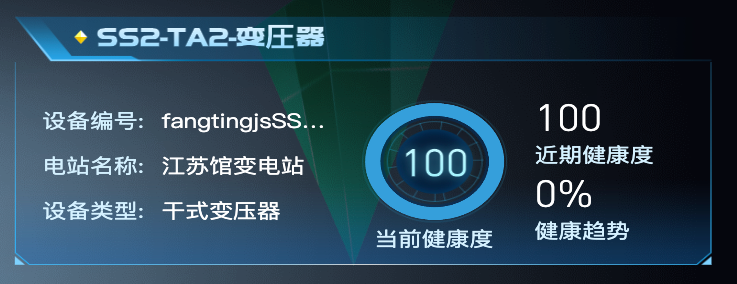 SS2-TA2-变压器
设备编号: fangtingjsSS...
电站名称: 江苏馆变电站
设备类型: 干式变压器
100
当前健康度
100
近期健康度
0%
健康趋势